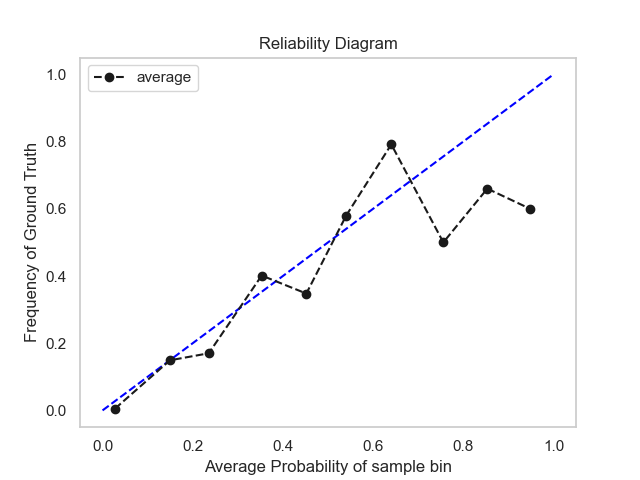 Reliability Diagram
average
Frequency of Ground Truth
1.0
0.8
0.6
0.4
0.2
0.0
0.0 0.2 0.4 0.6 0.8 1.0
Average Probability of sample bin